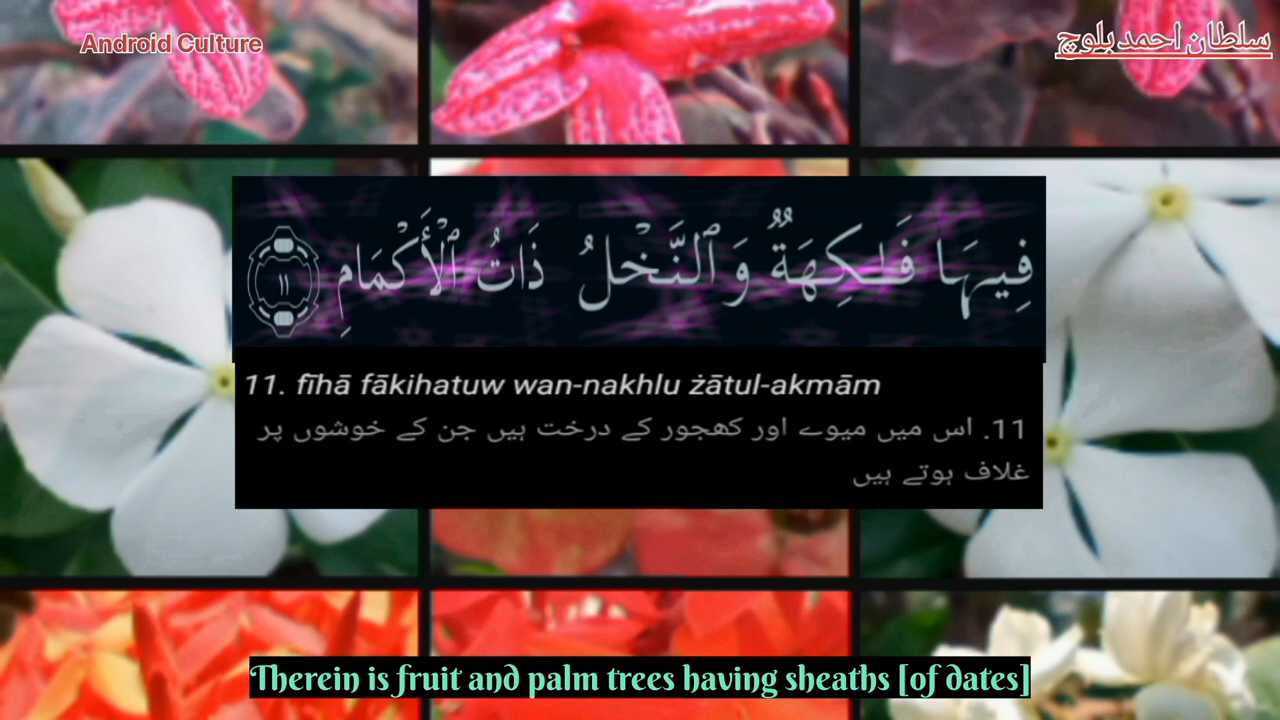 Android Culture
سلطان احمد بلوچ
فِيهَا فَـٰكِهَةٌۭ وَٱلنَّخْلُ ذَاتُ ٱلْأَكْمَامِ ١١
11. fīhā fākihatuw wan-nakhlu żātul-akmām
11. اس میں میوے اور کھجور کے درخت ہیں جن کے خوشوں پر
غلاف ہوتے ہیں
Therein is fruit and palm trees having sheaths [of dates]